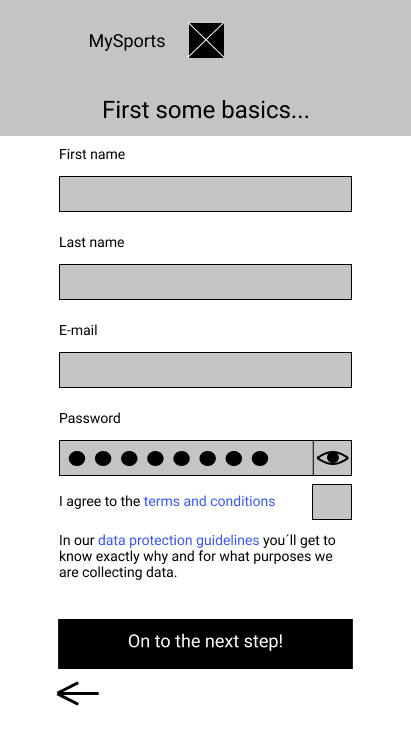 MySports
First some basics...
First name
Last name
E-mail
Password
I agree to the terms and conditions
In our data protection guidelines you´ll get to
know exactly why and for what purposes we
are collecting data.
On to the next step!